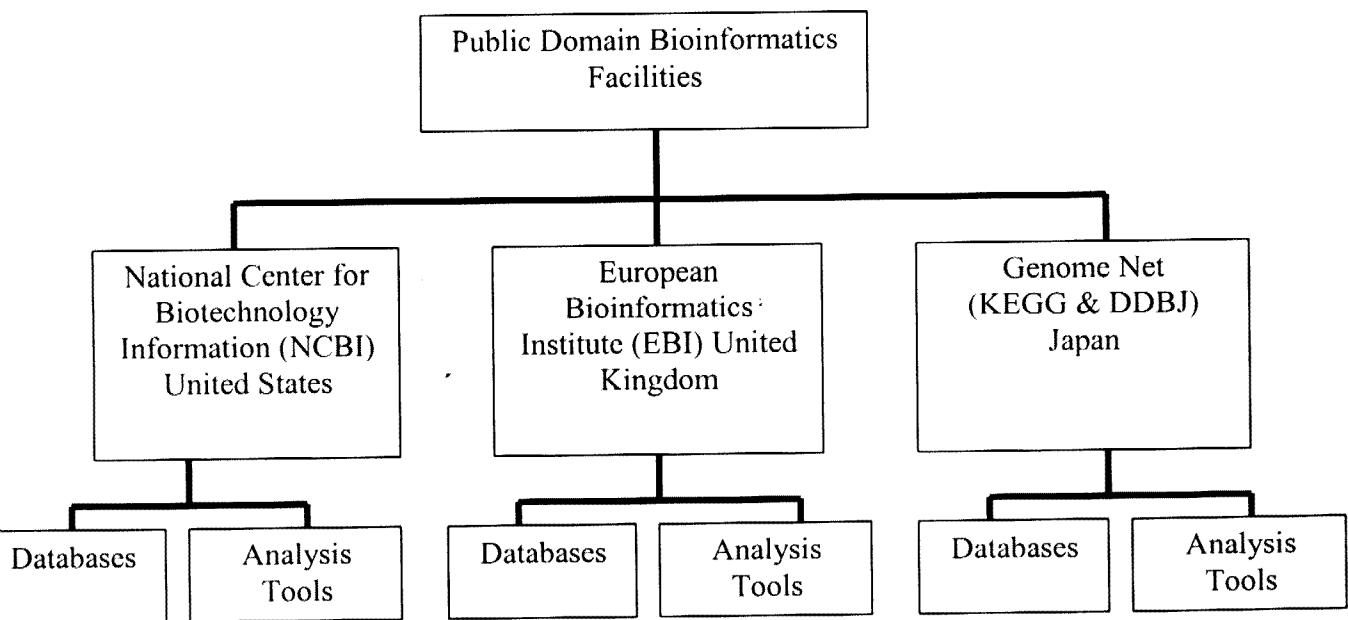 Public Domain Bioinformatics
Facilities
National Center for
Biotechnology
Information (NCBI)
United States
European
Bioinformatics
Institute (EBI) United
Kingdom
Genome Net
(KEGG & DDBJ)
Japan
Databases
Analysis
Tools
Databases
Analysis
Tools
Databases
Analysis
Tools